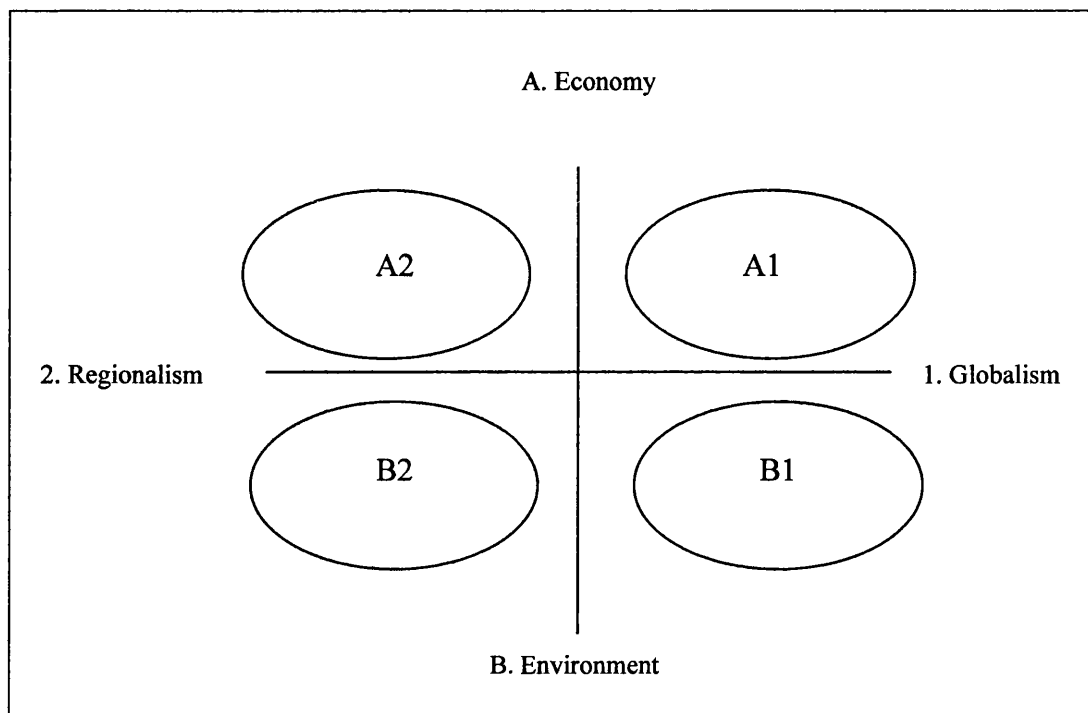 A. Economy
A2
A1
2. Regionalism
1. Globalism
B2
B1
B. Environment